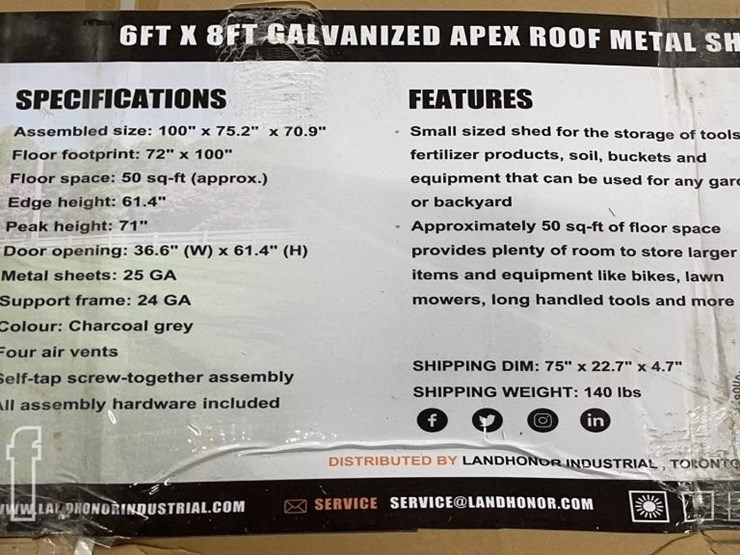 6FT X 8FT GALVANIZED APEX ROOF METAL SH
SPECIFICATIONS
Assembled size: 100" x 75.2" x 70.9"
Floor footprint: 72" x 100"
Floor space: 50 sq-ft (approx.)
Edge height: 61.4"
Peak height: 71"
Door opening: 36.6" (W) x 61.4" (H)
Metal sheets: 25 GA
Support frame: 24 GA
Colour: Charcoal grey
Four air vents
Self-tap screw-together assembly
All assembly hardware included
FEATURES
• Small sized shed for the storage of tools
fertilizer products, soil, buckets and
equipment that can be used for any gard
or backyard
• Approximately 50 sq-ft of floor space
provides plenty of room to store larger
items and equipment like bikes, lawn
mowers, long handled tools and more
SHIPPING DIM: 75" x 22.7" x 4.7"
SHIPPING WEIGHT: 140 lbs
f in
DISTRIBUTED BY LANDHONOR INDUSTRIAL, TORONTO
f
WWW.LANDHONORINDUSTRIAL.COM
SERVICE SERVICE@LANDHONOR.COM